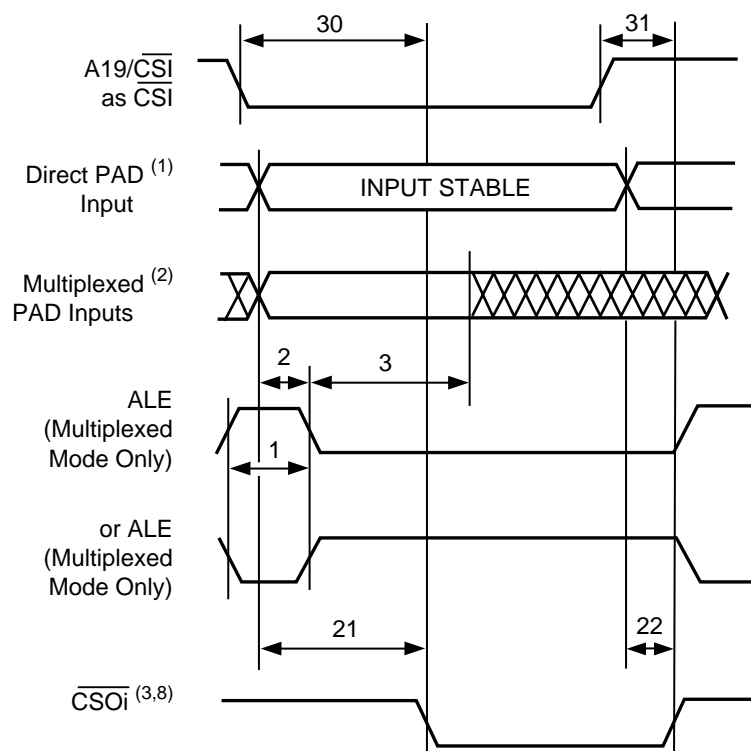 30
31
A19/CSI
as CSI
Direct PAD (1)
Input
INPUT STABLE
Multiplexed (2)
PAD Inputs
2
3
ALE
(Multiplexed
Mode Only)
1
or ALE
(Multiplexed
Mode Only)
21
22
CSOi (3,8)